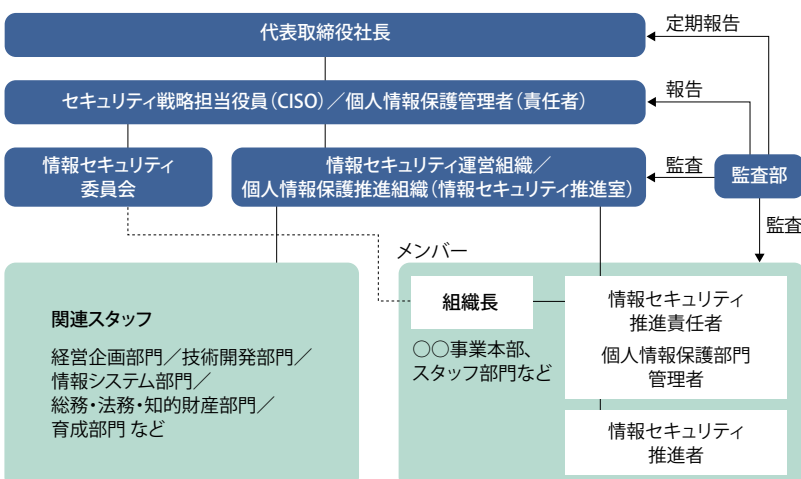 代表取締役社長
定期報告
セキュリティ戦略担当役員(CISO)／個人情報保護管理者(責任者)
報告
情報セキュリティ
委員会
情報セキュリティ運営組織／
個人情報保護推進組織(情報セキュリティ推進室)
監査
監査部
監査
メンバー
関連スタッフ
経営企画部門／技術開発部門／
情報システム部門／
総務・法務・知的財産部門／
育成部門 など
組織長
〇〇事業本部、
スタッフ部門など
情報セキュリティ
推進責任者
個人情報保護部門
管理者
情報セキュリティ
推進者